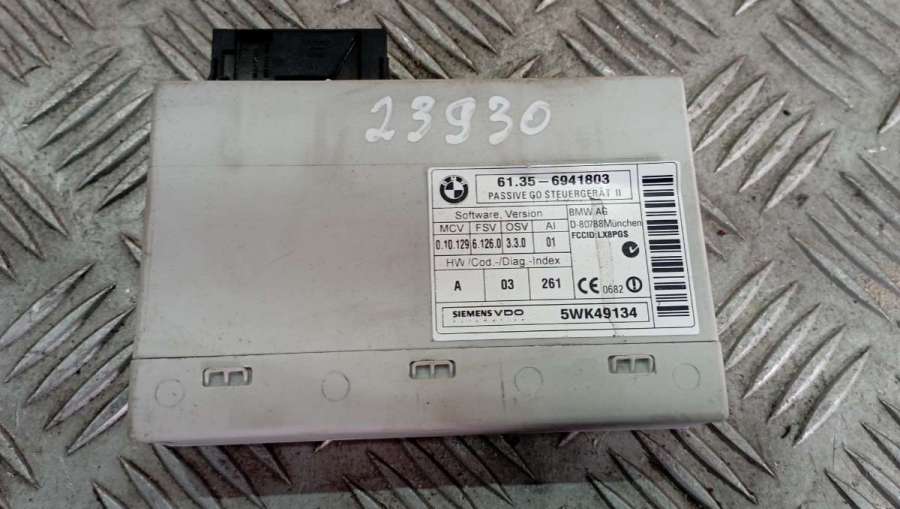 23930
BMW
61.35 - 6941803
PASSIVE GO STEUERGERÄT II
Software, Version
MCV FSV OSV AI
0.10.129 6.126.0 3.3.0 01
HW /Cod.-/Diag.-Index
A 03 261
BMW AG
D-80788München
FCCID:LX8PGS
CE 0682
SIEMENS VDO
5WK49134